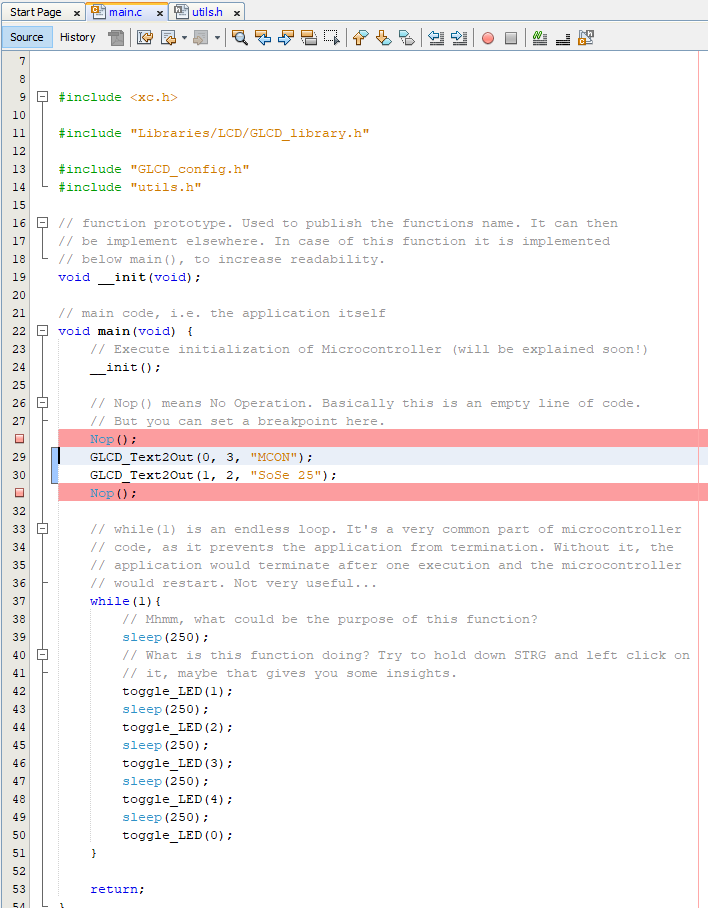 Start Page x main.c x utils.h x
Source History
7
8
9 #include <xc.h>
10
11 #include "Libraries/LCD/GLCD_library.h"
12
13 #include "GLCD_config.h"
14 #include "utils.h"
15
16 // function prototype. Used to publish the functions name. It can then
17 // be implement elsewhere. In case of this function it is implemented
18 // below main(), to increase readability.
19 void __init(void);
20
21 // main code, i.e. the application itself
22 void main(void) {
23 // Execute initialization of Microcontroller (will be explained soon!)
24 __init();
25
26 // Nop() means No Operation. Basically this is an empty line of code.
27 // But you can set a breakpoint here.
Nop();
29 GLCD_Text2Out(0, 3, "MCON");
30 GLCD_Text2Out(1, 2, "SoSe 25");
Nop();
32
33 // while(1) is an endless loop. It's a very common part of microcontroller
34 // code, as it prevents the application from termination. Without it, the
35 // application would terminate after one execution and the microcontroller
36 // would restart. Not very useful...
37 while(1){
38 // Mhmm, what could be the purpose of this function?
39 sleep(250);
40 // What is this function doing? Try to hold down STRG and left click on
41 // it, maybe that gives you some insights.
42 toggle_LED(1);
43 sleep(250);
44 toggle_LED(2);
45 sleep(250);
46 toggle_LED(3);
47 sleep(250);
48 toggle_LED(4);
49 sleep(250);
50 toggle_LED(0);
51 }
52
53 return;
54 }